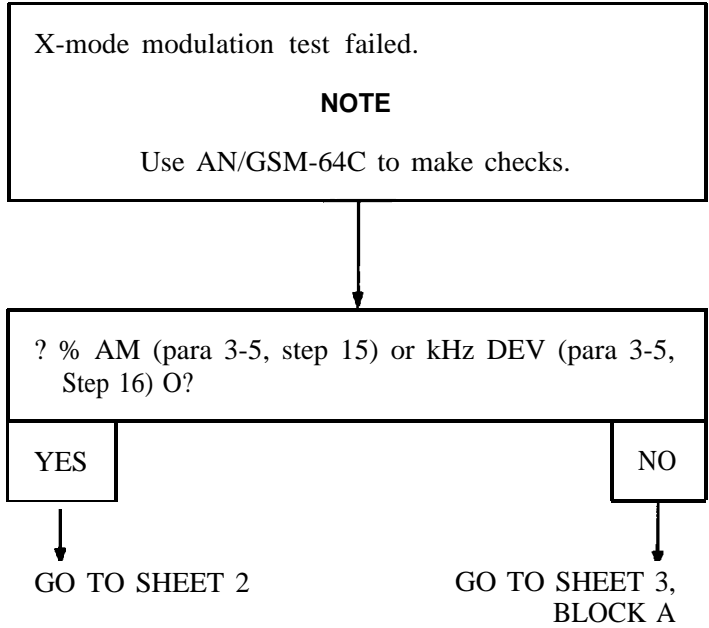 X-mode modulation test failed.
NOTE
Use AN/GSM-64C to make checks.
? % AM (para 3-5, step 15) or kHz DEV (para 3-5,
Step 16) O?
YES
NO
GO TO SHEET 2
GO TO SHEET 3,
BLOCK A